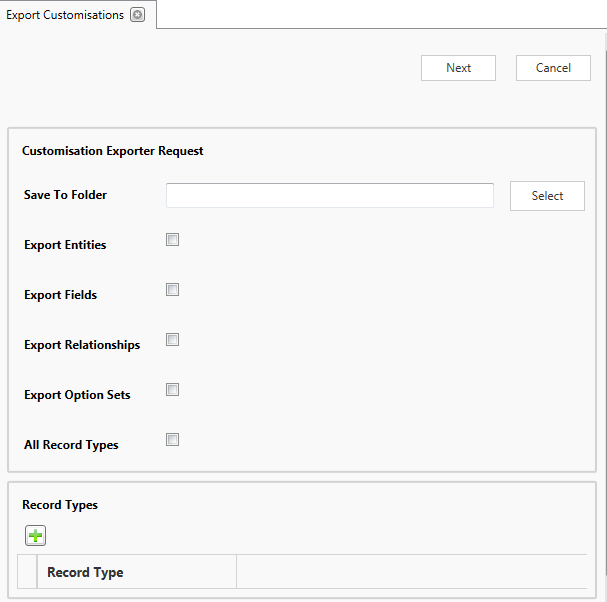 Export Customisations
Next Cancel
Customisation Exporter Request
Save To Folder Select
Export Entities
Export Fields
Export Relationships
Export Option Sets
All Record Types
Record Types
Record Type